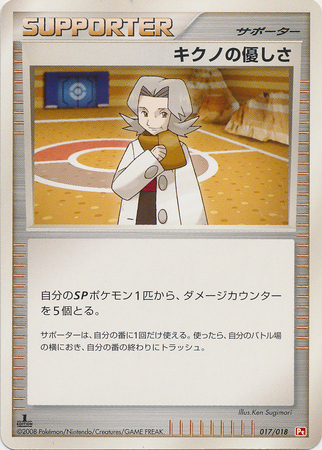 SUPPORTER
サポーター
キクノの優しさ
自分のSPポケモン1匹から、ダメージカウンター
を5個とる。
サポーターは、自分の番に1回だけ使える。使ったら、自分のバトル場
の横におき、自分の番の終わりにトラッシュ。
Illus.Ken Sugimori
1
EDITION
©2008 Pokémon/Nintendo/Creatures/GAME FREAK.
Pt
017/018